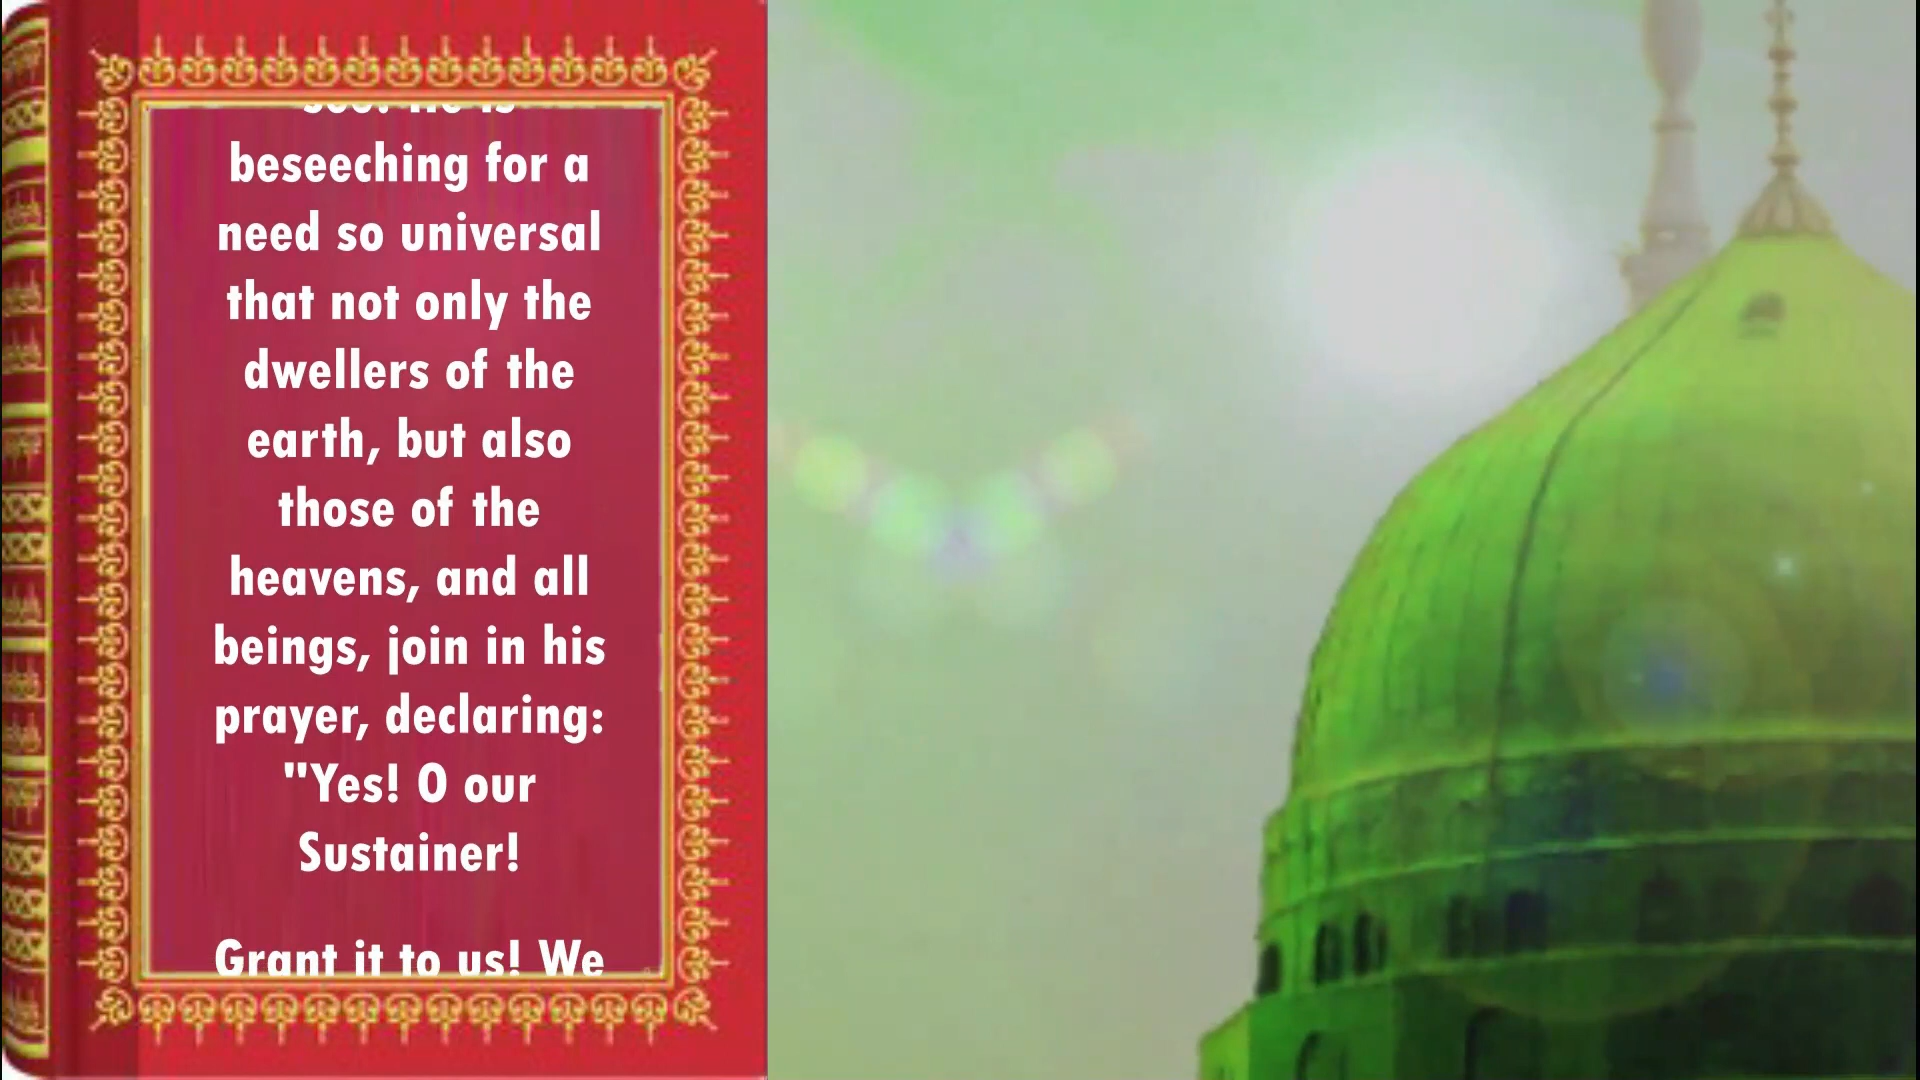 beseeching for a
need so universal
that not only the
dwellers of the
earth, but also
those of the
heavens, and all
beings, join in his
prayer, declaring:
"Yes! O our
Sustainer!
Grant it to us! We